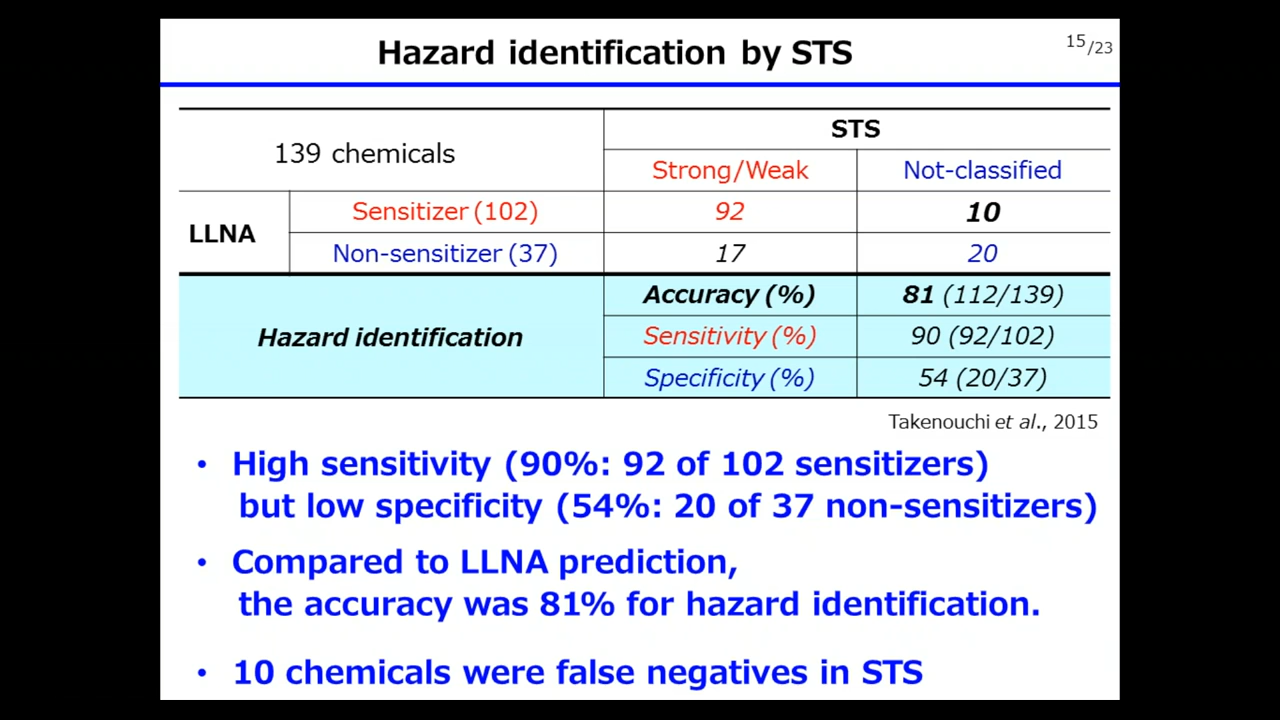 Hazard identification by STS
15/23
139 chemicals
STS
Strong/Weak
Not-classified
LLNA
Sensitizer (102)
92
10
Non-sensitizer (37)
17
20
Hazard identification
Accuracy (%)
81 (112/139)
Sensitivity (%)
90 (92/102)
Specificity (%)
54 (20/37)
Takenouchi et al., 2015
• High sensitivity (90%: 92 of 102 sensitizers)
but low specificity (54%: 20 of 37 non-sensitizers)
• Compared to LLNA prediction,
the accuracy was 81% for hazard identification.
• 10 chemicals were false negatives in STS